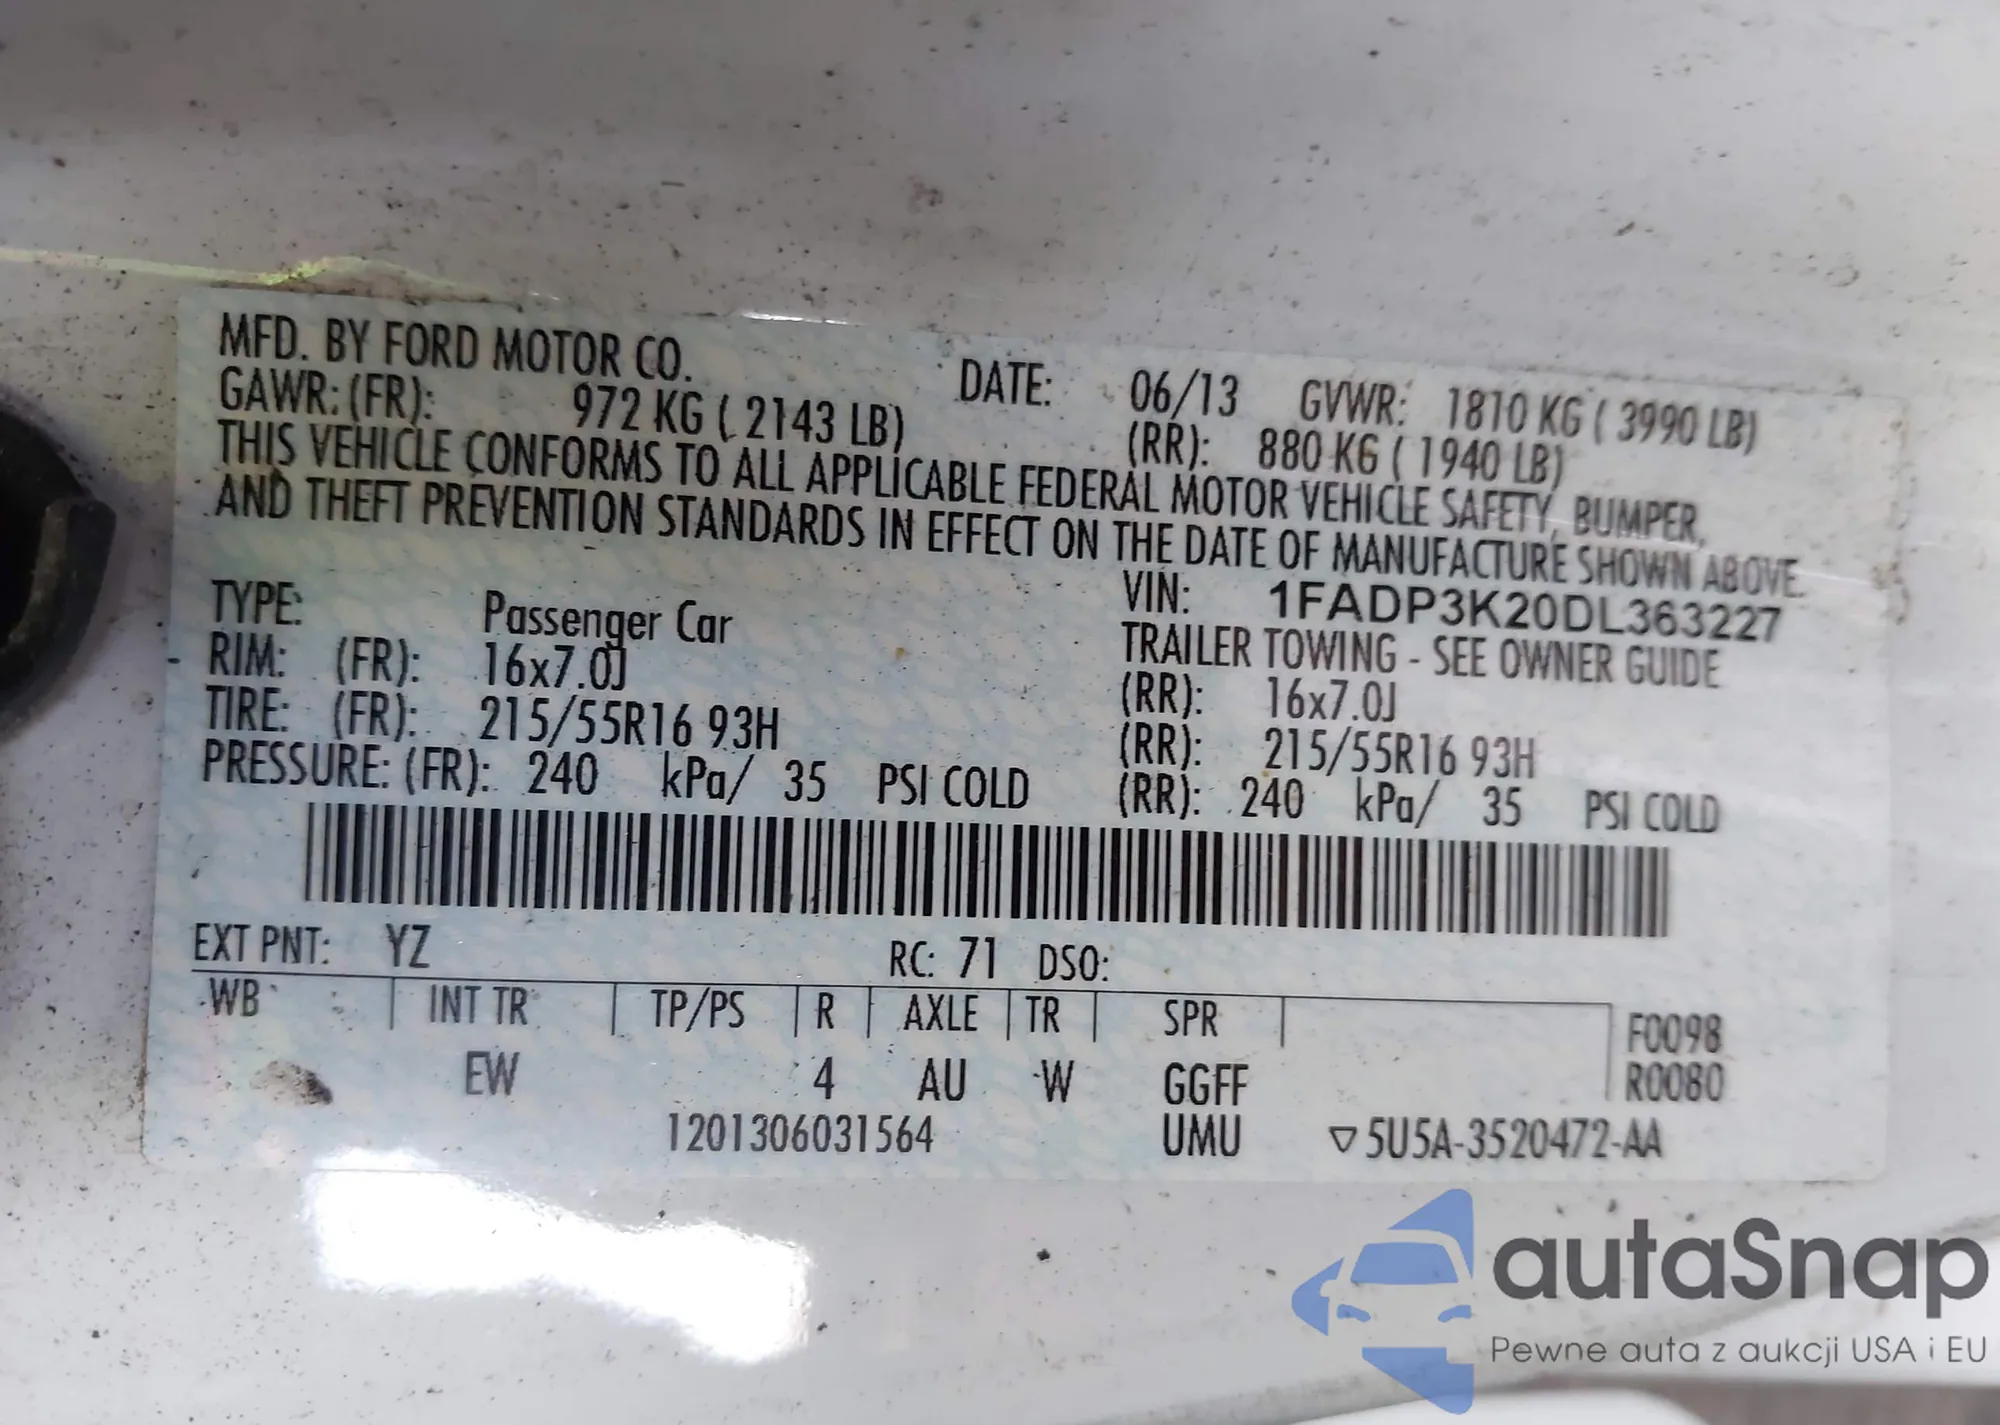 MFD. BY FORD MOTOR CO. DATE: 06/13 GVWR: 1810 KG ( 3990 LB)
GAWR: (FR): 972 KG ( 2143 LB) (RR): 880 KG ( 1940 LB)
THIS VEHICLE CONFORMS TO ALL APPLICABLE FEDERAL MOTOR VEHICLE SAFETY, BUMPER,
AND THEFT PREVENTION STANDARDS IN EFFECT ON THE DATE OF MANUFACTURE SHOWN ABOVE.
VIN: 1FADP3K20DL363227
TYPE: Passenger Car TRAILER TOWING - SEE OWNER GUIDE
RIM: (FR): 16x7.0J (RR): 16x7.0J
TIRE: (FR): 215/55R16 93H (RR): 215/55R16 93H
PRESSURE: (FR): 240 kPa/ 35 PSI COLD (RR): 240 kPa/ 35 PSI COLD
EXT PNT: YZ RC: 71 DSO:
WB INT TR TP/PS R AXLE TR SPR F0098
EW 4 AU W GGFF R0080
1201306031564 UMU ▽5U5A-3520472-AA
autaSnap
Pewne auta z aukcji USA i EU